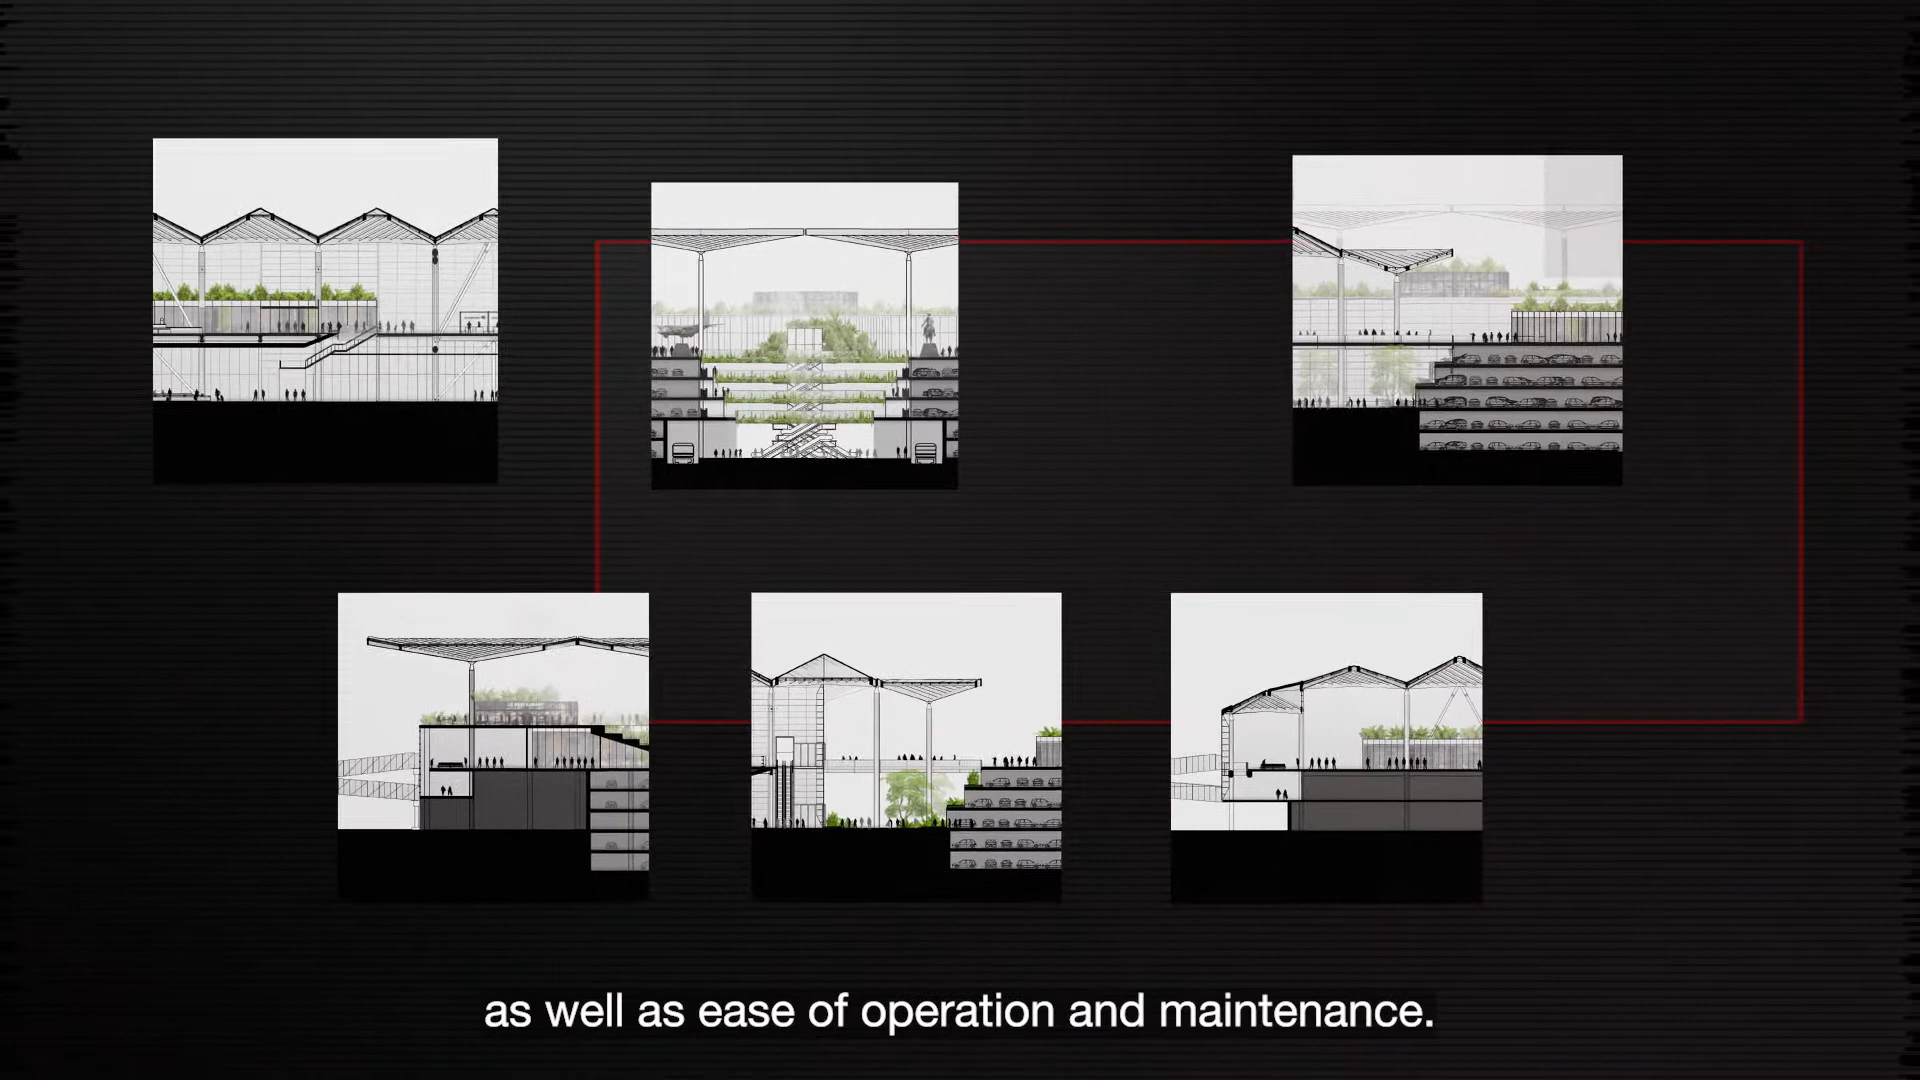 as well as ease of operation and maintenance.